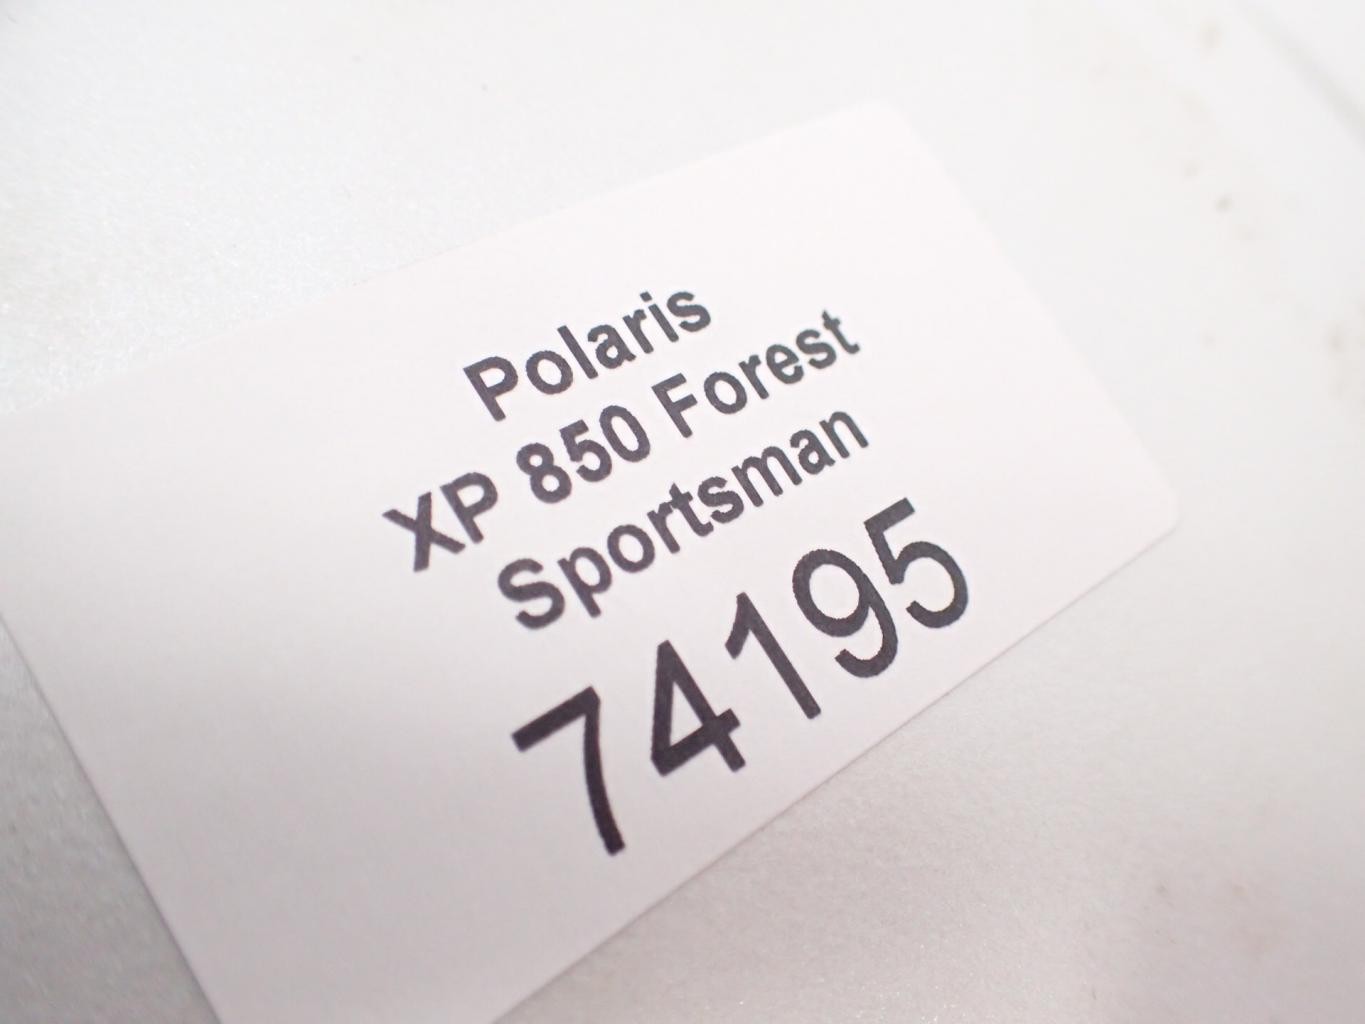 Polaris
XP 850 Forest
Sportsman
74195